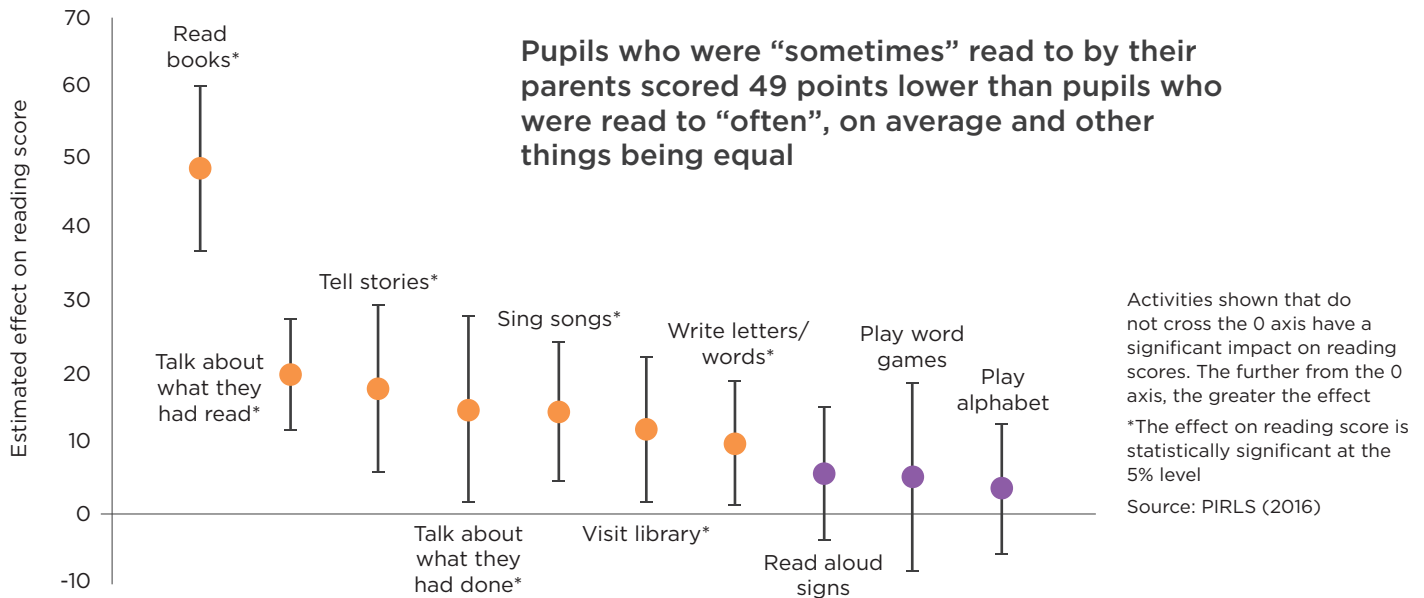 Estimated effect on reading score
70
60
50
40
30
20
10
0
-10
Read
books*
Talk about
what they
had read*
Tell stories*
Talk about
what they
had done*
Sing songs*
Visit library*
Write letters/
words*
Read aloud
signs
Play word
games
Play
alphabet
Pupils who were “sometimes” read to by their
parents scored 49 points lower than pupils who
were read to “often”, on average and other
things being equal
Activities shown that do
not cross the 0 axis have a
significant impact on reading
scores. The further from the 0
axis, the greater the effect
*The effect on reading score is
statistically significant at the
5% level
Source: PIRLS (2016)